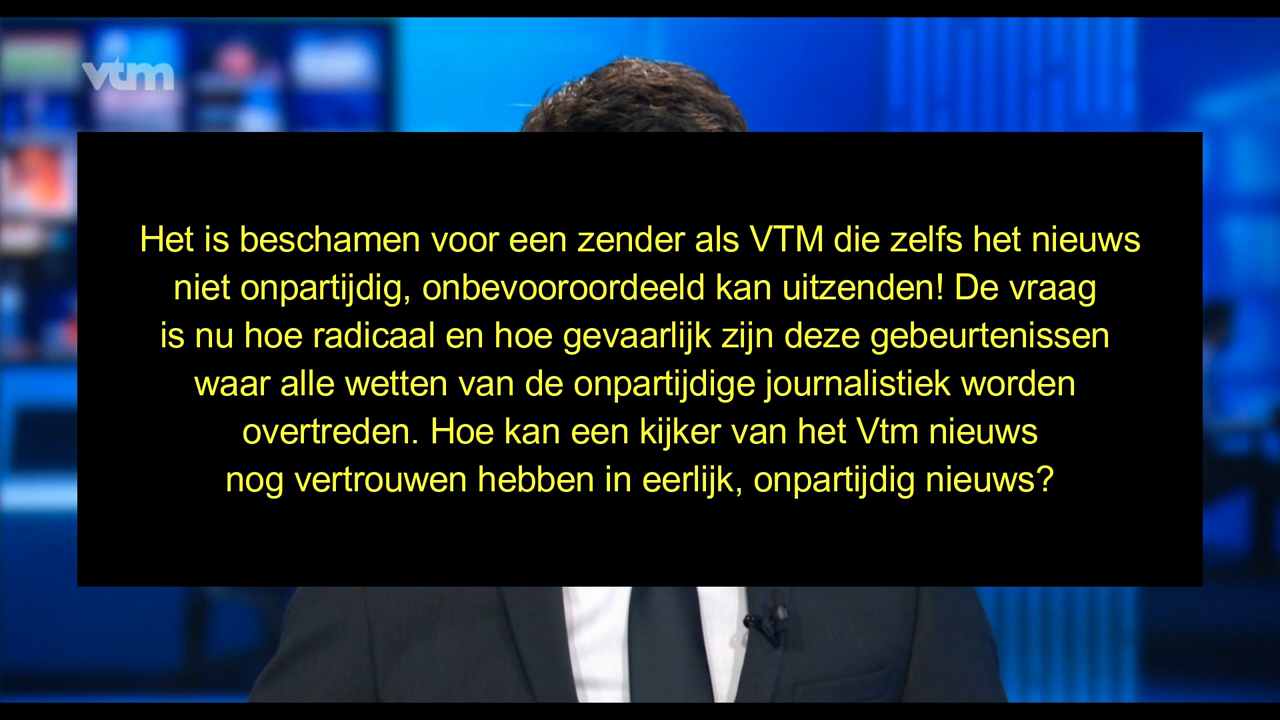 vtm
Het is beschamen voor een zender als VTM die zelfs het nieuws
niet onpartijdig, onbevooroordeeld kan uitzenden! De vraag
is nu hoe radicaal en hoe gevaarlijk zijn deze gebeurtenissen
waar alle wetten van de onpartijdige journalistiek worden
overtreden. Hoe kan een kijker van het Vtm nieuws
nog vertrouwen hebben in eerlijk, onpartijdig nieuws?